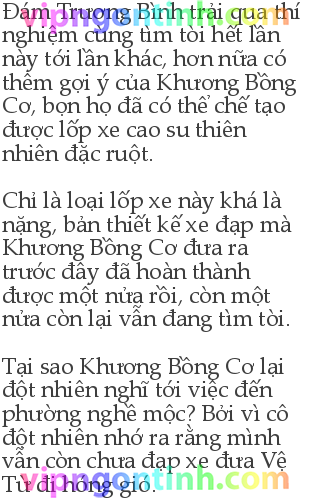 Đám Trương Bình trải qua thí
nghiệm cùng tìm tòi hết lần
này tới lần khác, hơn nữa có
thêm gợi ý của Khương Bồng
Cơ, bọn họ đã có thể chế tạo
được lốp xe cao su thiên
nhiên đặc ruột.
Chỉ là loại lốp xe này khá là
nặng, bản thiết kế xe đạp mà
Khương Bồng Cơ đưa ra
trước đây đã hoàn thành
được một nửa rồi, còn một
nửa còn lại vẫn đang tìm tòi.
Tại sao Khương Bồng Cơ lại
đột nhiên nghĩ tới việc đến
phường nghề mộc? Bởi vì cô
đột nhiên nhớ ra rằng mình
vẫn còn chưa đạp xe đưa Vệ
Từ đi hóng gió.
vipngontinh.com
vipngontinh.com